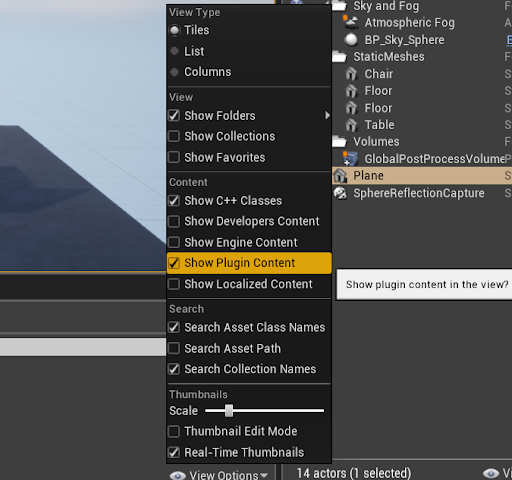 View Type
Tiles
List
Columns
View
Show Folders
Show Collections
Show Favorites
Content
Show C++ Classes
Show Developers Content
Show Engine Content
Show Plugin Content
Show Localized Content
Search
Search Asset Class Names
Search Asset Path
Search Collection Names
Thumbnails
Scale
Thumbnail Edit Mode
Real-Time Thumbnails
View Options
Sky and Fog
Atmospheric Fog
BP_Sky_Sphere
StaticMeshes
Chair
Floor
Floor
Table
Volumes
GlobalPostProcessVolume
Plane
SphereReflectionCapture
Show plugin content in the view?
14 actors (1 selected)